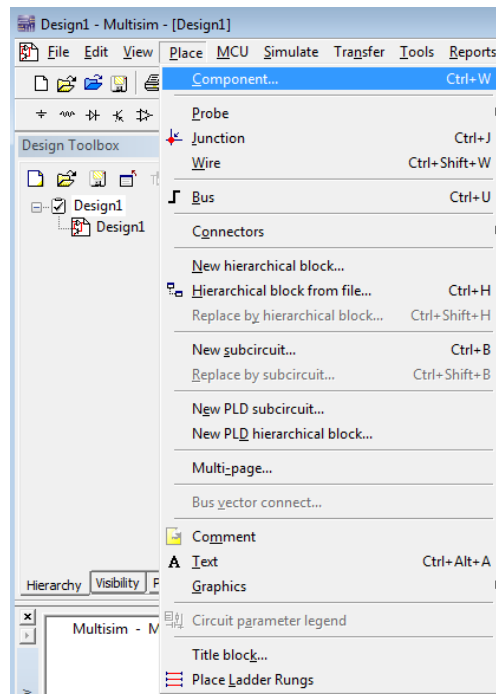 Design1 - Multisim - [Design1]
File Edit View Place MCU Simulate Transfer Tools Reports
Component... Ctrl+W
Probe
Design Toolbox
Junction Ctrl+J
Wire Ctrl+Shift+W
Bus Ctrl+U
Design1
Design1
Connectors
New hierarchical block...
Hierarchical block from file... Ctrl+H
Replace by hierarchical block... Ctrl+Shift+H
New subcircuit... Ctrl+B
Replace by subcircuit... Ctrl+Shift+B
New PLD subcircuit...
New PLD hierarchical block...
Multi-page...
Bus vector connect...
Comment
A Text Ctrl+Alt+A
Graphics
Hierarchy Visibility P
Circuit parameter legend
Multisim - M
Title block...
Place Ladder Rungs